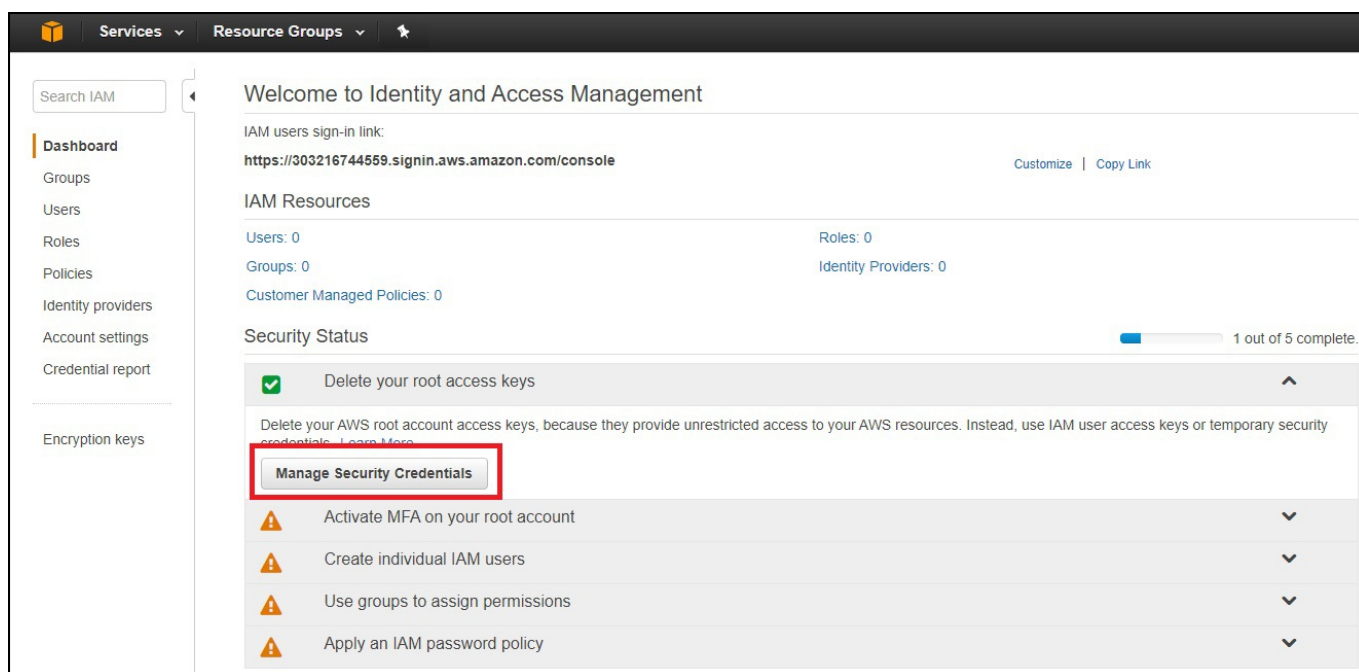 Services
Resource Groups
Search IAM
Welcome to Identity and Access Management
IAM users sign-in link:
https://303216744559.signin.aws.amazon.com/console
Customize | Copy Link
Dashboard
Groups
Users
Roles
Policies
Identity providers
Account settings
Credential report
Encryption keys
IAM Resources
Users: 0
Roles: 0
Groups: 0
Identity Providers: 0
Customer Managed Policies: 0
Security Status
1 out of 5 complete.
Delete your root access keys
Delete your AWS root account access keys, because they provide unrestricted access to your AWS resources. Instead, use IAM user access keys or temporary security
credentials. Learn More
Manage Security Credentials
Activate MFA on your root account
Create individual IAM users
Use groups to assign permissions
Apply an IAM password policy